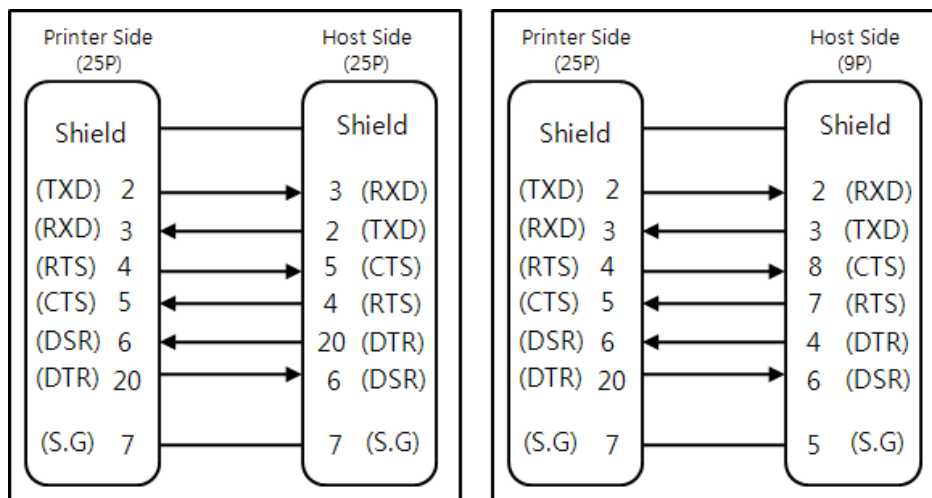 Printer Side Host Side
(25P) (25P)
Shield Shield
(TXD) 2 3 (RXD)
(RXD) 3 2 (TXD)
(RTS) 4 5 (CTS)
(CTS) 5 4 (RTS)
(DSR) 6 20 (DTR)
(DTR) 20 6 (DSR)
(S.G) 7 7 (S.G)
Printer Side Host Side
(25P) (9P)
Shield Shield
(TXD) 2 2 (RXD)
(RXD) 3 3 (TXD)
(RTS) 4 8 (CTS)
(CTS) 5 7 (RTS)
(DSR) 6 4 (DTR)
(DTR) 20 6 (DSR)
(S.G) 7 5 (S.G)